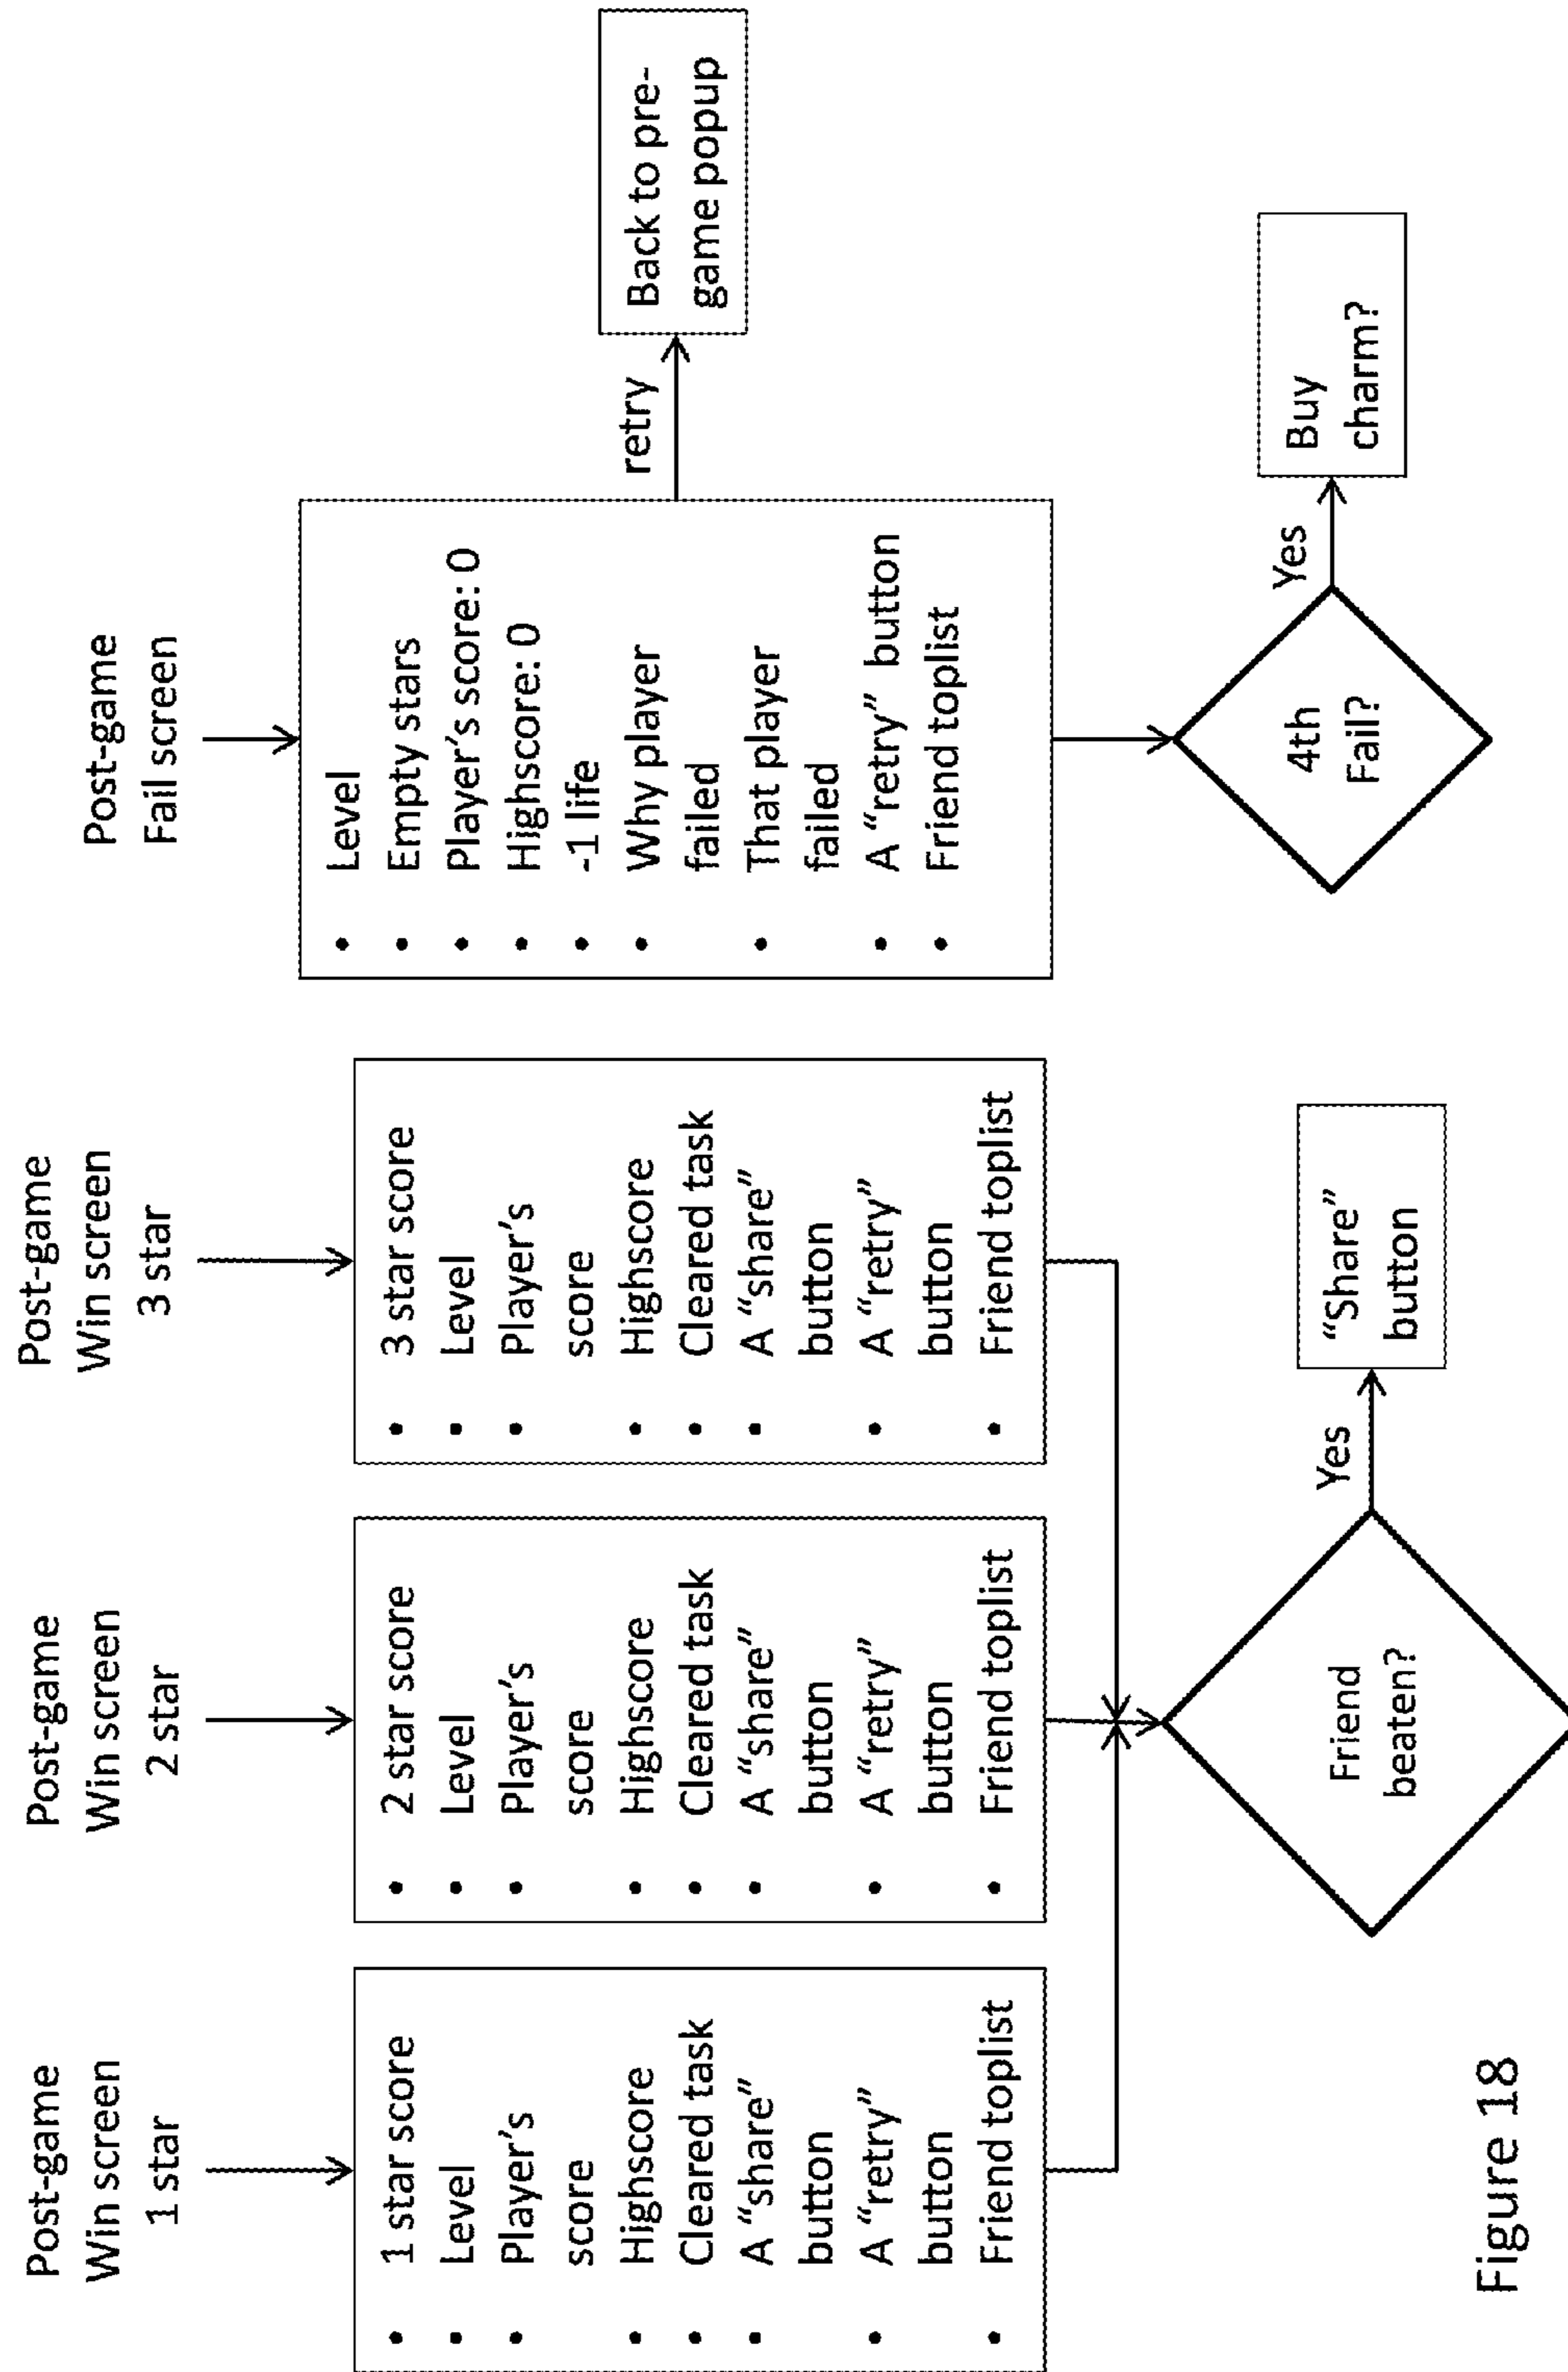 Post-game
Win screen
1 star
• 1 star score
• Level
• Player's
score
• Highscore
• Cleared task
• A “share”
button
• A “retry”
button
• Friend toplist
Post-game
Win screen
2 star
• 2 star score
• Level
• Player's
score
• Highscore
• Cleared task
• A “share”
button
• A “retry”
button
• Friend toplist
Post-game
Win screen
3 star
• 3 star score
• Level
• Player's
score
• Highscore
• Cleared task
• A “share”
button
• A “retry”
button
• Friend toplist
Friend
beaten?
Yes
“Share”
button
Post-game
Fail screen
• Level
• Empty stars
• Player's score: 0
• Highscore: 0
• -1 life
• Why player
failed
• That player
failed
• A “retry” button
• Friend toplist
retry
Back to pre-
game popup
4th
Fail?
Yes
Buy
charm?
Figure 18